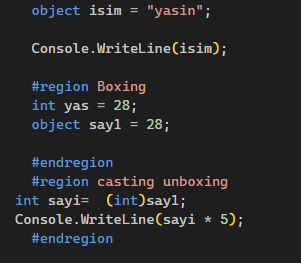 object isim = "yasin";
Console.WriteLine(isim);
#region Boxing
int yas = 28;
object say1 = 28;
#endregion
#region casting unboxing
int sayi=  (int)say1;
Console.WriteLine(sayi * 5);
#endregion